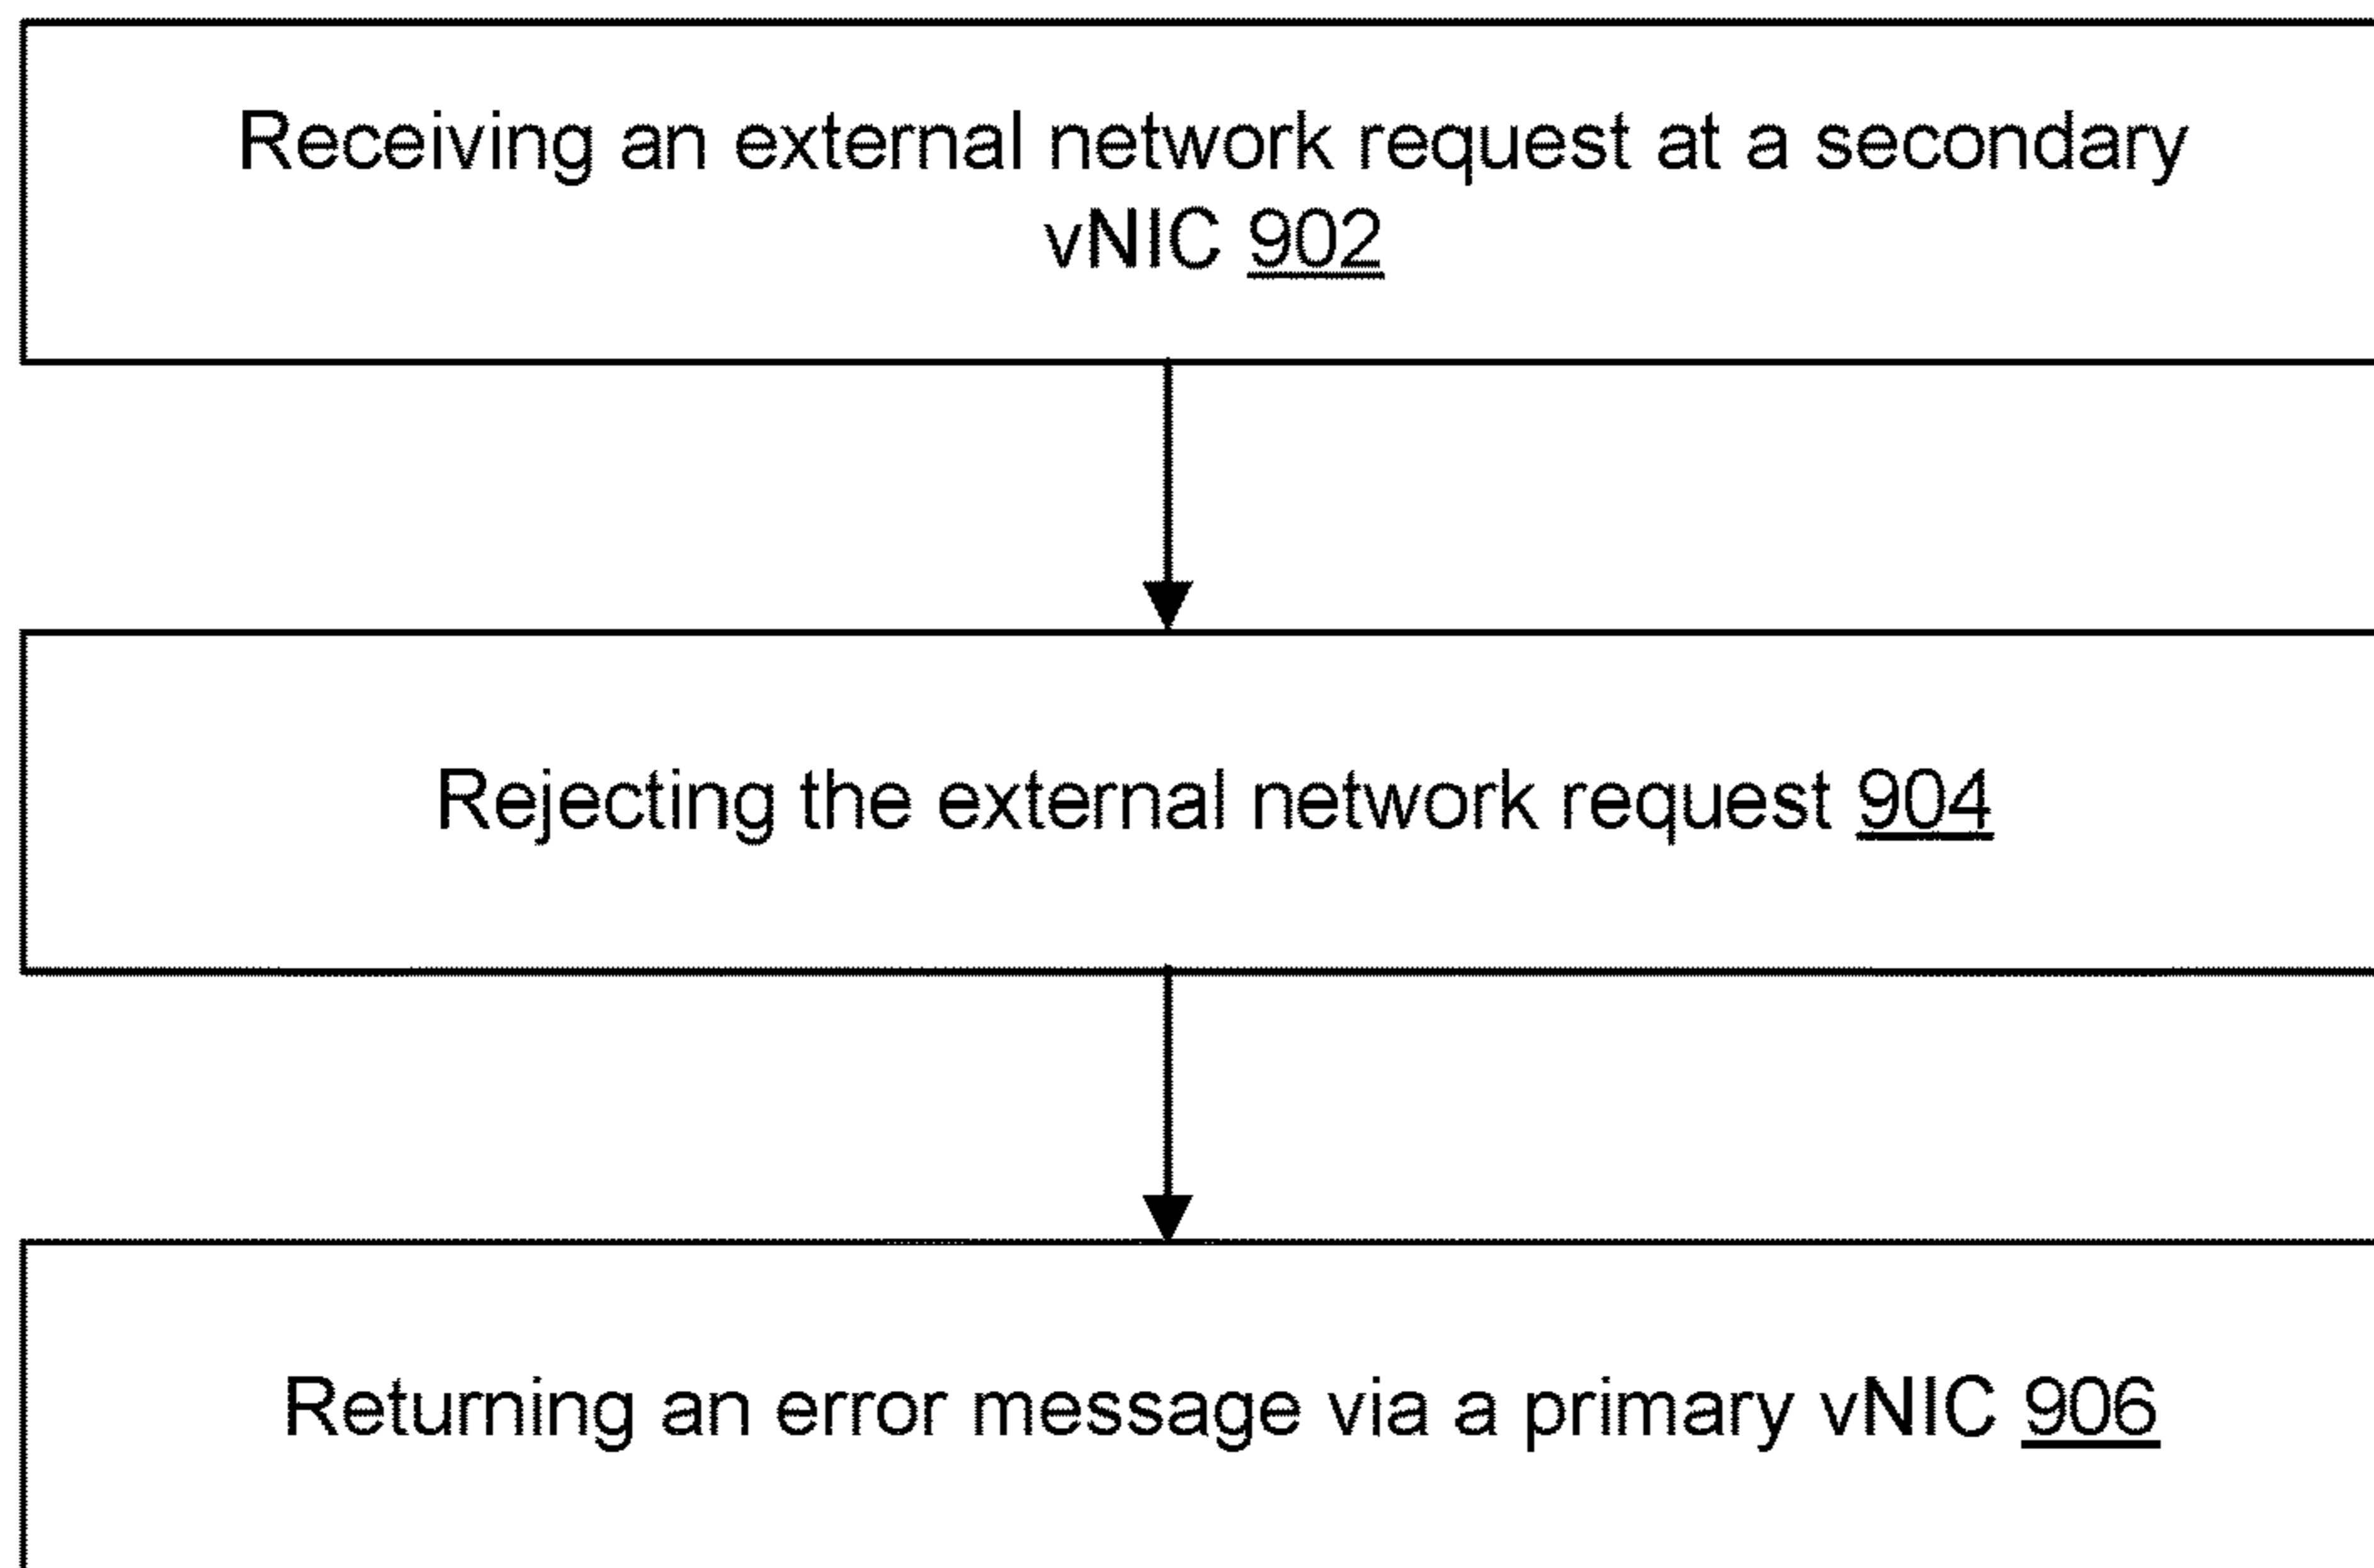 Receiving an external network request at a secondary
vNIC 902
Rejecting the external network request 904
Returning an error message via a primary vNIC 906